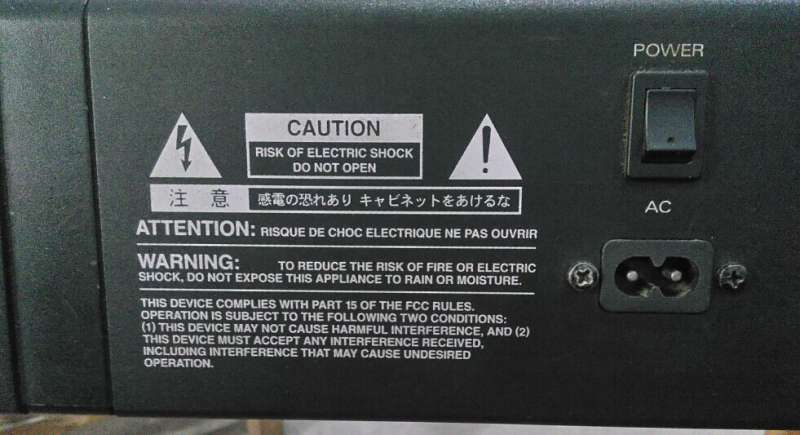 POWER
CAUTION
RISK OF ELECTRIC SHOCK
DO NOT OPEN
注 意 感電の恐れあり キャビネットをあけるな
AC
ATTENTION: RISQUE DE CHOC ELECTRIQUE NE PAS OUVRIR
WARNING: TO REDUCE THE RISK OF FIRE OR ELECTRIC
SHOCK, DO NOT EXPOSE THIS APPLIANCE TO RAIN OR MOISTURE.
THIS DEVICE COMPLIES WITH PART 15 OF THE FCC RULES.
OPERATION IS SUBJECT TO THE FOLLOWING TWO CONDITIONS:
(1) THIS DEVICE MAY NOT CAUSE HARMFUL INTERFERENCE, AND (2)
THIS DEVICE MUST ACCEPT ANY INTERFERENCE RECEIVED,
INCLUDING INTERFERENCE THAT MAY CAUSE UNDESIRED
OPERATION.